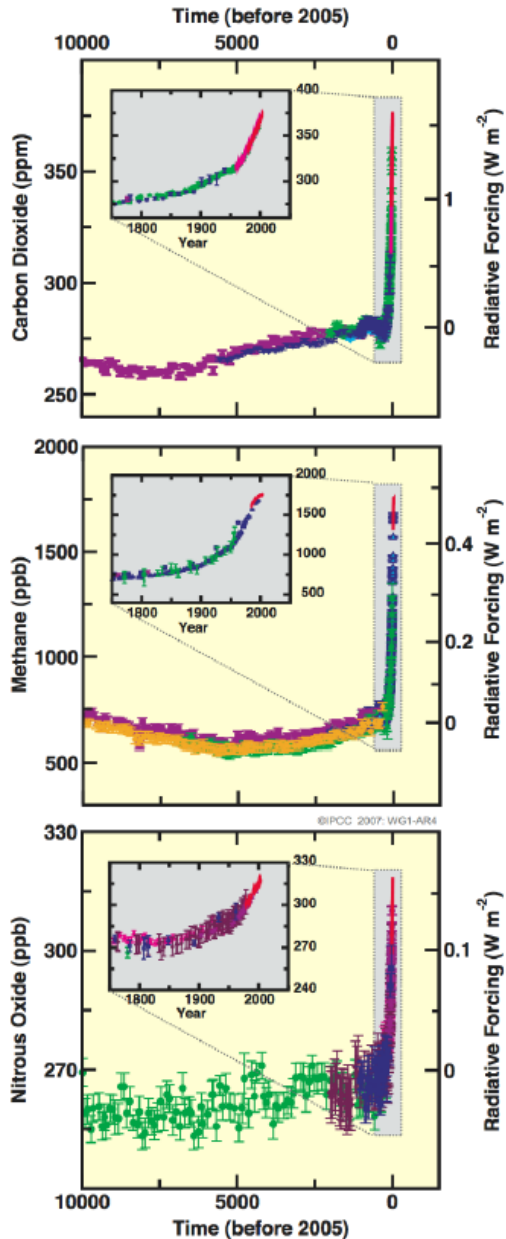 Time (before 2005)
10000 5000 0
Carbon Dioxide (ppm)
350
300
250
400
350
300
1800 1900 2000
Year
1
0
Radiative Forcing (W m⁻²)
Methane (ppb)
2000
1500
1000
500
2000
1500
1000
500
1800 1900 2000
Year
0.4
0.2
0
Radiative Forcing (W m⁻²)
©IPCC 2007: WG1-AR4
Nitrous Oxide (ppb)
330
300
270
330
300
270
240
1800 1900 2000
Year
0.1
0
Radiative Forcing (W m⁻²)
10000 5000 0
Time (before 2005)